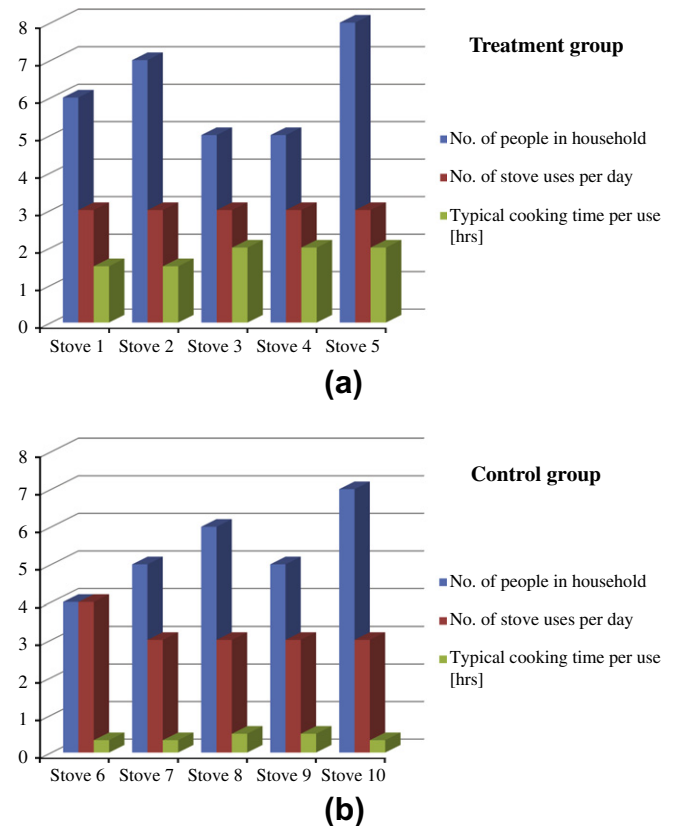 Treatment group
8
7
6
5
4
3
2
1
0
No. of people in household
No. of stove uses per day
Typical cooking time per use
[hrs]
Stove 1 Stove 2 Stove 3 Stove 4 Stove 5
(a)
Control group
8
7
6
5
4
3
2
1
0
No. of people in household
No. of stove uses per day
Typical cooking time per use
[hrs]
Stove 6 Stove 7 Stove 8 Stove 9 Stove 10
(b)